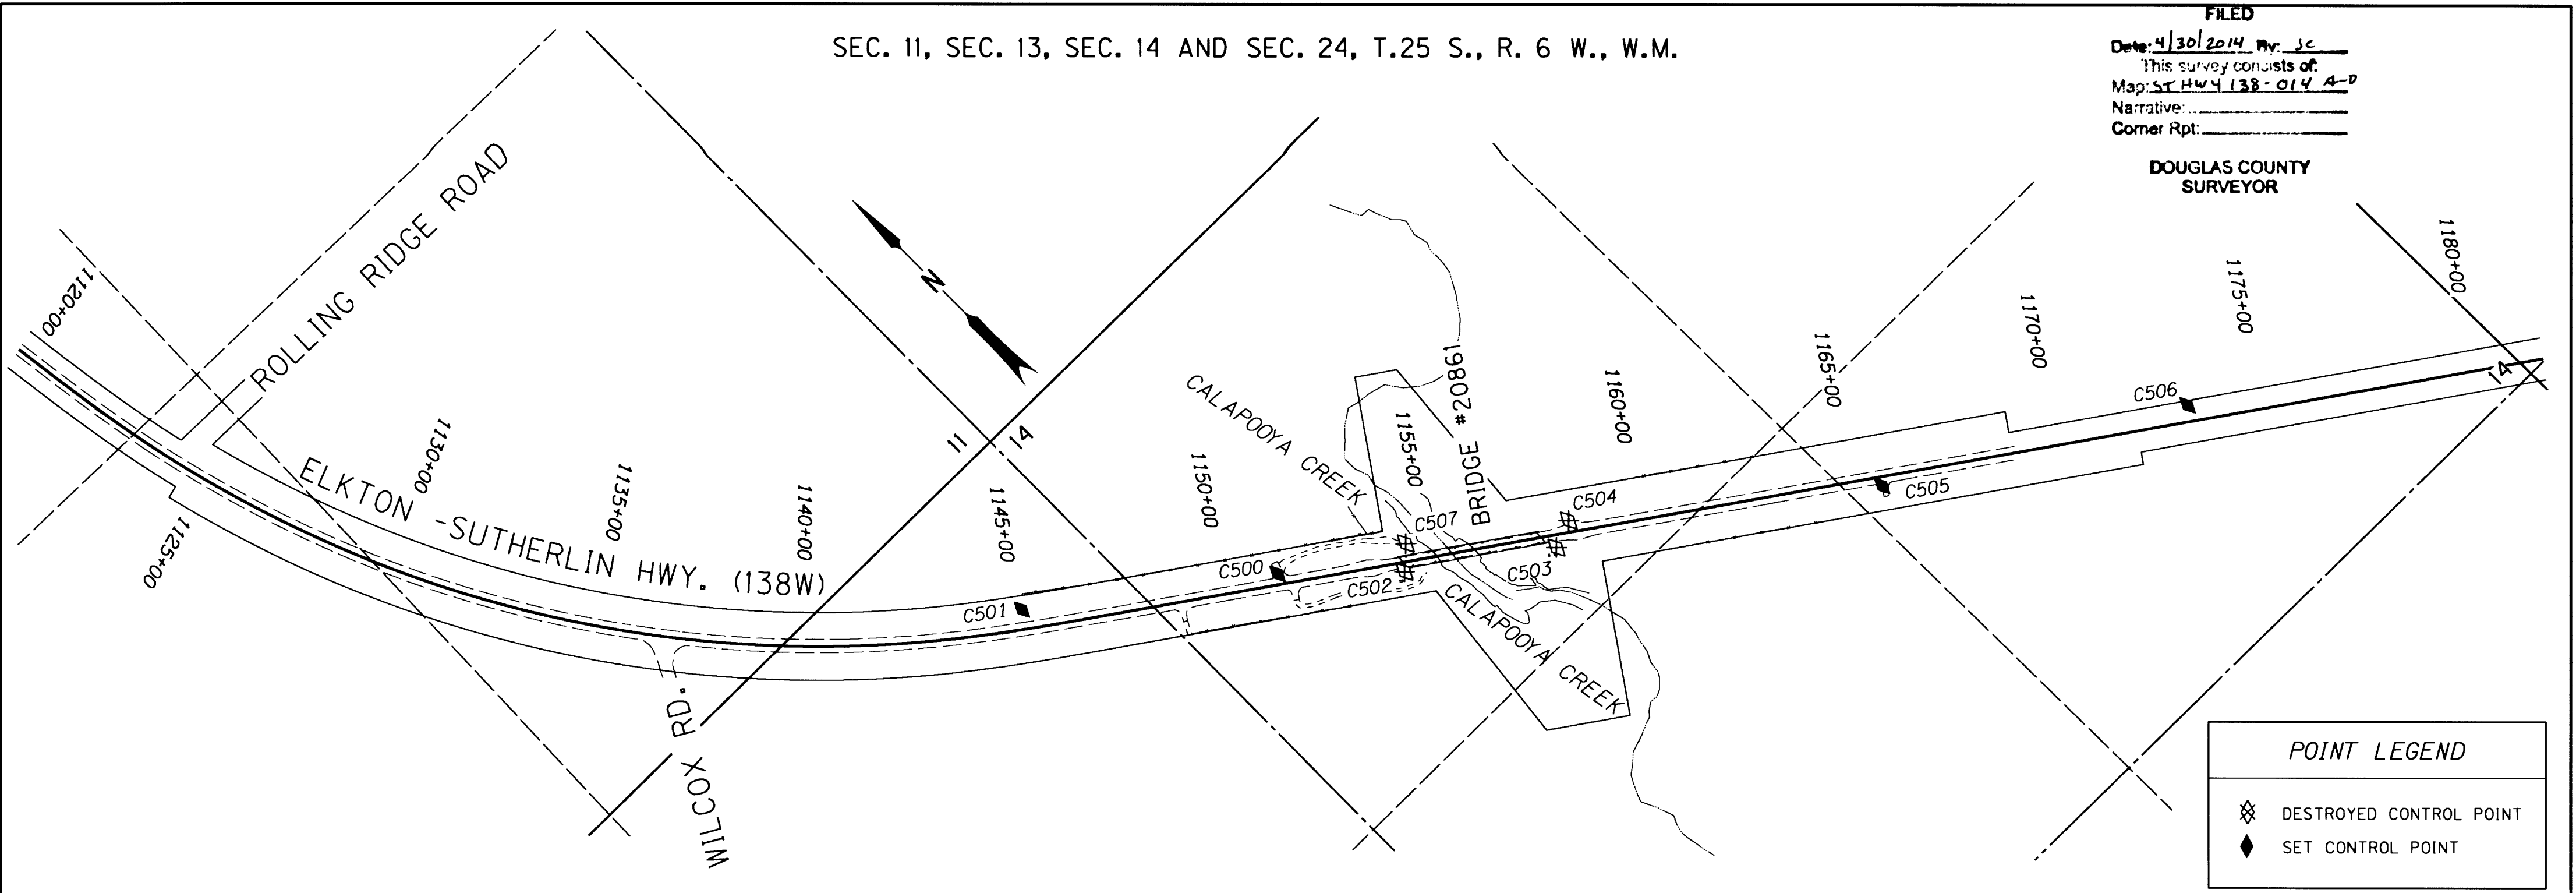 SEC. 11, SEC. 13, SEC. 14 AND SEC. 24, T.25 S., R. 6 W., W.M.
FILED
Date: 4/30/2014 By: JC
This survey consists of:
Map: ST HWY 138-014 A-D
Narrative:
Corner Rpt:
DOUGLAS COUNTY
SURVEYOR
1120+00
ROLLING RIDGE ROAD
1125+00
ELKTON -SUTHERLIN HWY. (138W)
1130+00
1135+00
1140+00
WILCOX RD.
11
14
N
1145+00
C501
1150+00
C500
CALAPOOYA CREEK
1155+00
C507
C502
BRIDGE # 20861
C503
C504
CALAPOOYA CREEK
1160+00
1165+00
C505
1170+00
1175+00
C506
1180+00
14
POINT LEGEND
DESTROYED CONTROL POINT
SET CONTROL POINT